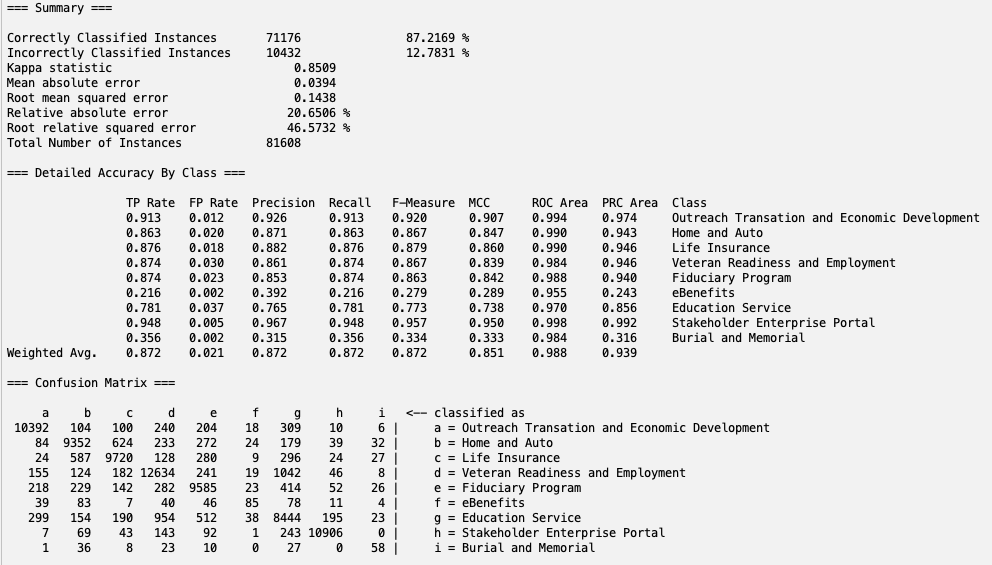 === Summary ===
Correctly Classified Instances 71176 87.2169 %
Incorrectly Classified Instances 10432 12.7831 %
Kappa statistic 0.8509
Mean absolute error 0.0394
Root mean squared error 0.1438
Relative absolute error 20.6506 %
Root relative squared error 46.5732 %
Total Number of Instances 81608
=== Detailed Accuracy By Class ===
TP Rate FP Rate Precision Recall F-Measure MCC ROC Area PRC Area Class
0.913 0.012 0.926 0.913 0.920 0.907 0.994 0.974 Outreach Transation and Economic Development
0.863 0.020 0.871 0.863 0.867 0.847 0.990 0.943 Home and Auto
0.876 0.018 0.882 0.876 0.879 0.860 0.990 0.946 Life Insurance
0.874 0.030 0.861 0.874 0.867 0.839 0.984 0.946 Veteran Readiness and Employment
0.874 0.023 0.853 0.874 0.863 0.842 0.988 0.940 Fiduciary Program
0.216 0.002 0.392 0.216 0.279 0.289 0.955 0.243 eBenefits
0.781 0.037 0.765 0.781 0.773 0.738 0.970 0.856 Education Service
0.948 0.005 0.967 0.948 0.957 0.950 0.998 0.992 Stakeholder Enterprise Portal
0.356 0.002 0.315 0.356 0.334 0.333 0.984 0.316 Burial and Memorial
Weighted Avg. 0.872 0.021 0.872 0.872 0.872 0.851 0.988 0.939
=== Confusion Matrix ===
a b c d e f g h i <-- classified as
10392 104 100 240 204 18 309 10 6 | a = Outreach Transation and Economic Development
84 9352 624 233 272 24 179 39 32 | b = Home and Auto
24 587 9720 128 280 9 296 24 27 | c = Life Insurance
155 124 182 12634 241 19 1042 46 8 | d = Veteran Readiness and Employment
218 229 142 282 9585 23 414 52 26 | e = Fiduciary Program
39 83 7 40 46 85 78 11 4 | f = eBenefits
299 154 190 954 512 38 8444 195 23 | g = Education Service
7 69 43 143 92 1 243 10906 0 | h = Stakeholder Enterprise Portal
1 36 8 23 10 0 27 0 58 | i = Burial and Memorial